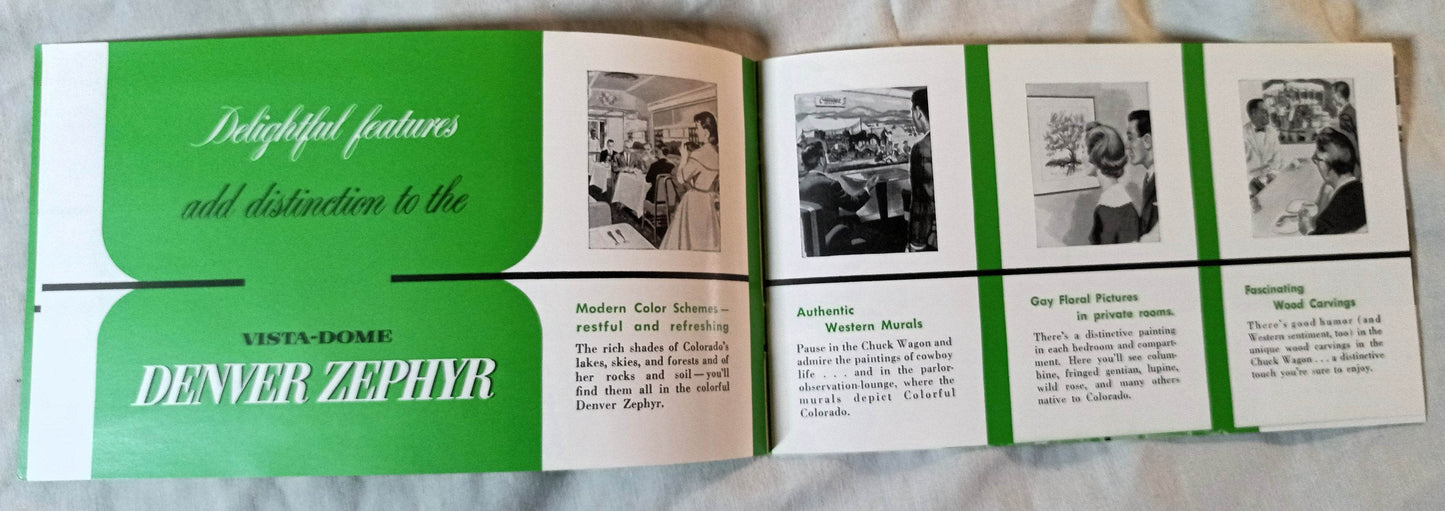 Delightful features
add distinction to the
VISTA-DOME
DENVER ZEPHYR
Modern Color Schemes—
restful and refreshing
The rich shades of Colorado's
lakes, skies, and forests and of
her rocks and soil—you'll
find them all in the colorful
Denver Zephyr.
Authentic
Western Murals
Pause in the Chuck Wagon and
admire the paintings of cowboy
life . . . and in the parlor-
observation-lounge, where the
murals depict Colorful
Colorado.
Gay Floral Pictures
in private rooms.
There's a distinctive painting
in each bedroom and compart-
ment. Here you'll see colum-
bine, fringed gentian, lupine,
wild rose, and many others
native to Colorado.
Fascinating
Wood Carvings
There's good humor (and
Western sentiment, too) in the
unique wood carvings in the
Chuck Wagon . . . a distinctive
touch you're sure to enjoy.